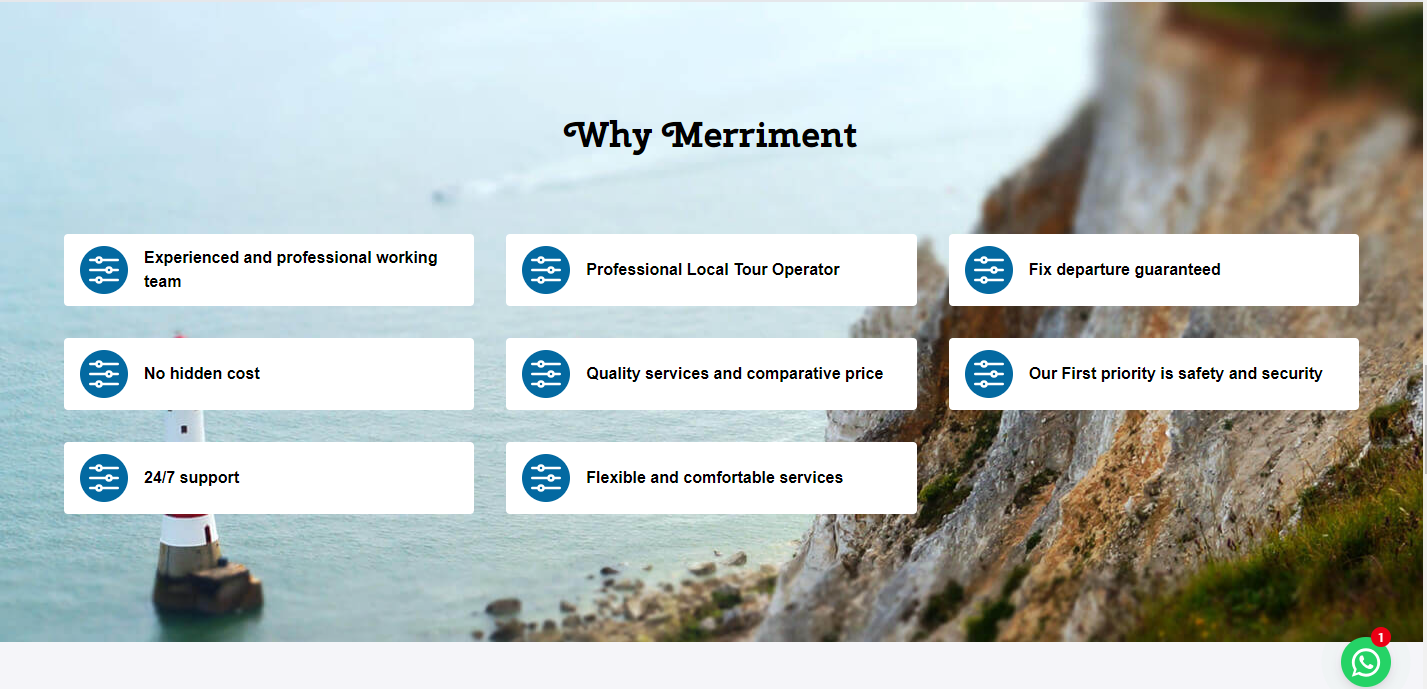 Why Merriment
Experienced and professional working
team
Professional Local Tour Operator
Fix departure guaranteed
No hidden cost
Quality services and comparative price
Our First priority is safety and security
24/7 support
Flexible and comfortable services
1